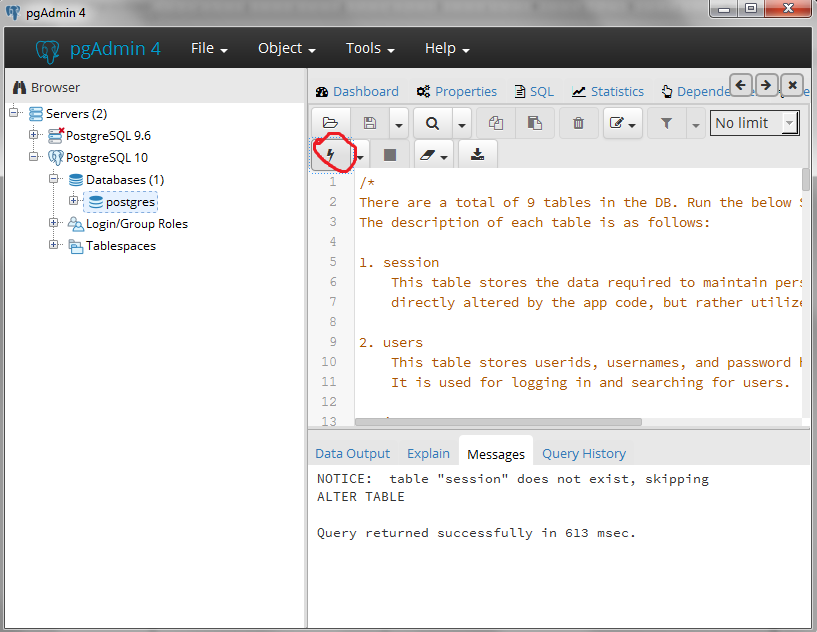 pgAdmin 4
pgAdmin 4 File Object Tools Help
Browser
Dashboard Properties SQL Statistics
Servers (2)
PostgreSQL 9.6
PostgreSQL 10
Databases (1)
postgres
Login/Group Roles
Tablespaces
No limit
1 /*
2 There are a total of 9 tables in the DB. Run the below
3 The description of each table is as follows:
4
5 1. session
6 This table stores the data required to maintain
7 directly altered by the app code, but rather
8
9 2. users
10 This table stores userids, usernames, and password
11 It is used for logging in and searching for users.
12
13
Data Output Explain Messages Query History
NOTICE: table "session" does not exist, skipping
ALTER TABLE
Query returned successfully in 613 msec.